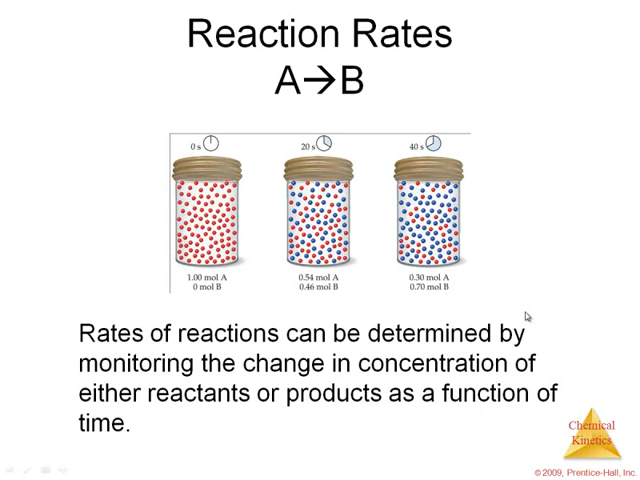 Reaction Rates
A→B
0 s 20 s 40 s
1.00 mol A 0.54 mol A 0.30 mol A
0 mol B 0.46 mol B 0.70 mol B
Rates of reactions can be determined by
monitoring the change in concentration of
either reactants or products as a function of
time.
Chemical
Kinetics
© 2009, Prentice-Hall, Inc.